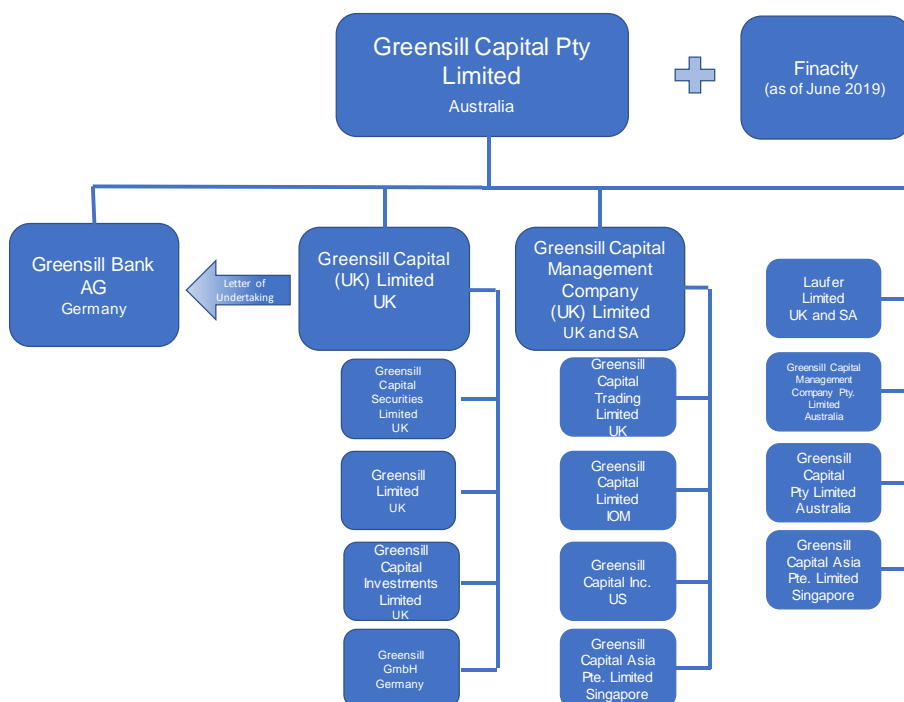 Greensill Capital Pty
Limited
Australia
Finacity
(as of June 2019)
Greensill Bank
AG
Germany
Letter of
Undertaking
Greensill Capital
(UK) Limited
UK
Greensill Capital
Management
Company
(UK) Limited
UK and SA
Laufer
Limited
UK and SA
Greensill
Capital
Securities
Limited
UK
Greensill
Capital
Trading
Limited
UK
Greensill Capital
Management
Company Pty.
Limited
Australia
Greensill
Limited
UK
Greensill
Capital
Limited
IOM
Greensill
Capital
Pty Limited
Australia
Greensill
Capital
Investments
Limited
UK
Greensill
Capital Inc.
US
Greensill
Capital Asia
Pte. Limited
Singapore
Greensill
GmbH
Germany
Greensill
Capital Asia
Pte. Limited
Singapore